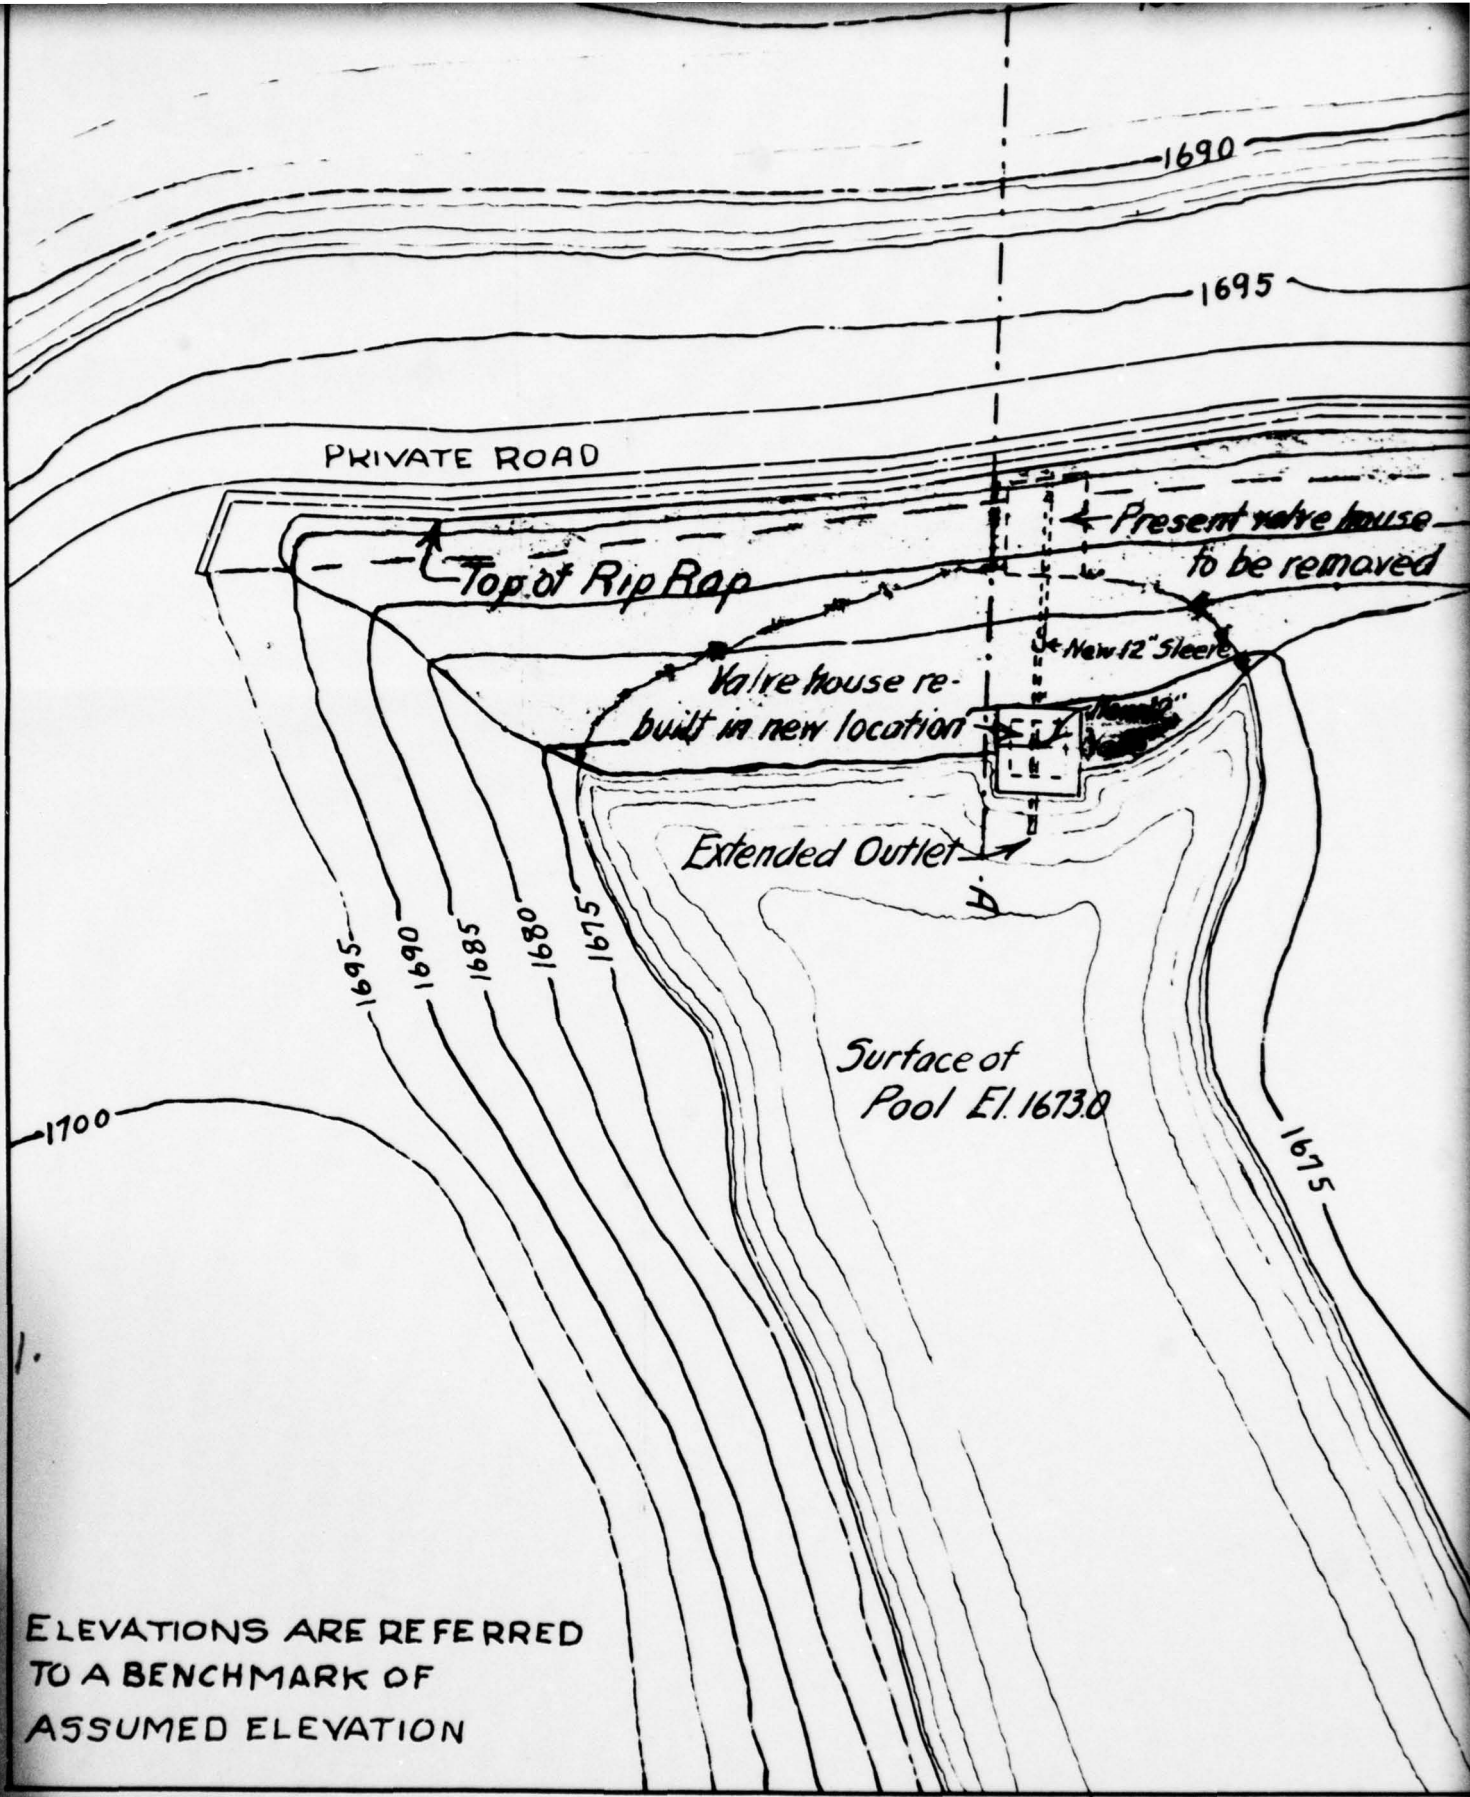 1690
1695
PRIVATE ROAD
Present valve house
to be removed
Top of Rip Rap
New 12" Sleeve
Valve house re-
built in new location
Extended Outlet
A
1695
1690
1685
1680
1675
Surface of
Pool El. 1673.0
1700
1675
1.
ELEVATIONS ARE REFERRED
TO A BENCHMARK OF
ASSUMED ELEVATION